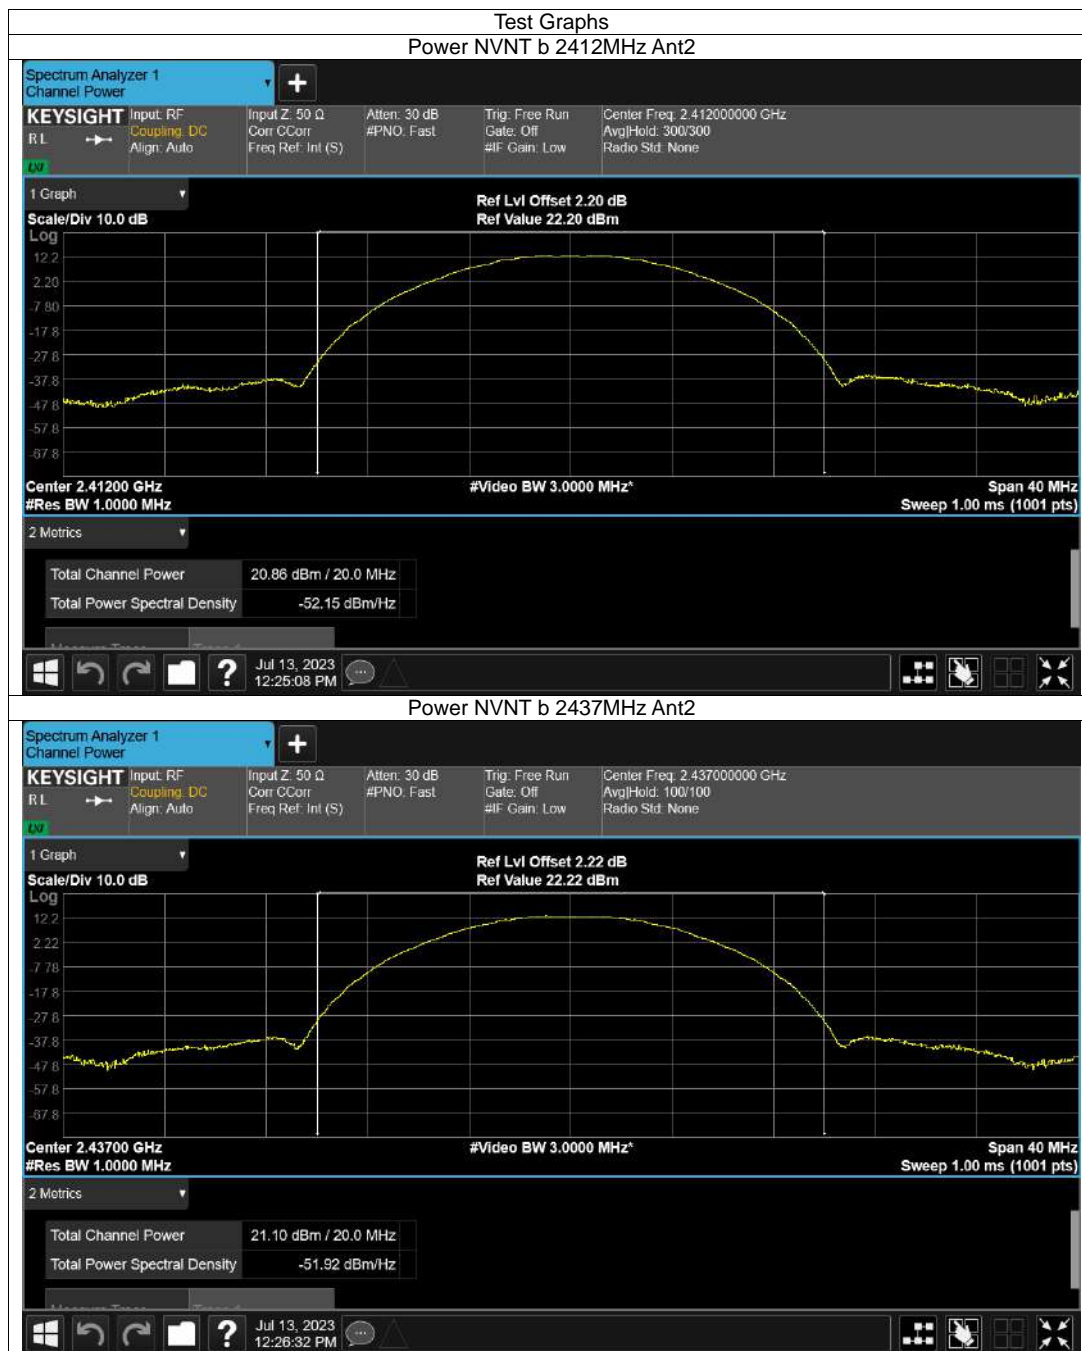 Test Graphs
Power NVNT b 2412MHz Ant2
Spectrum Analyzer 1
Channel Power
KEYSIGHT Input: RF Input Z: 50 Ω Atten: 30 dB Trig: Free Run Center Freq: 2.412000000 GHz
RL Coupling: DC Corr CCorr #PNO: Fast Gate: Off Avg|Hold: 300/300
Align: Auto Freq Ref: Int (S) #IF Gain: Low Radio Std: None
LXI
1 Graph
Ref Lvl Offset 2.20 dB
Scale/Div 10.0 dB Ref Value 22.20 dBm
Log
12.2
2.20
-7.80
-17.8
-27.8
-37.8
-47.8
-57.8
-67.8
Center 2.41200 GHz #Video BW 3.0000 MHz* Span 40 MHz
#Res BW 1.0000 MHz Sweep 1.00 ms (1001 pts)
2 Metrics
Total Channel Power 20.86 dBm / 20.0 MHz
Total Power Spectral Density -52.15 dBm/Hz
Jul 13, 2023
12:25:08 PM
Power NVNT b 2437MHz Ant2
Spectrum Analyzer 1
Channel Power
KEYSIGHT Input: RF Input Z: 50 Ω Atten: 30 dB Trig: Free Run Center Freq: 2.437000000 GHz
RL Coupling: DC Corr CCorr #PNO: Fast Gate: Off Avg|Hold: 100/100
Align: Auto Freq Ref: Int (S) #IF Gain: Low Radio Std: None
LXI
1 Graph
Ref Lvl Offset 2.22 dB
Scale/Div 10.0 dB Ref Value 22.22 dBm
Log
12.2
2.22
-7.78
-17.8
-27.8
-37.8
-47.8
-57.8
-67.8
Center 2.43700 GHz #Video BW 3.0000 MHz* Span 40 MHz
#Res BW 1.0000 MHz Sweep 1.00 ms (1001 pts)
2 Metrics
Total Channel Power 21.10 dBm / 20.0 MHz
Total Power Spectral Density -51.92 dBm/Hz
Jul 13, 2023
12:26:32 PM